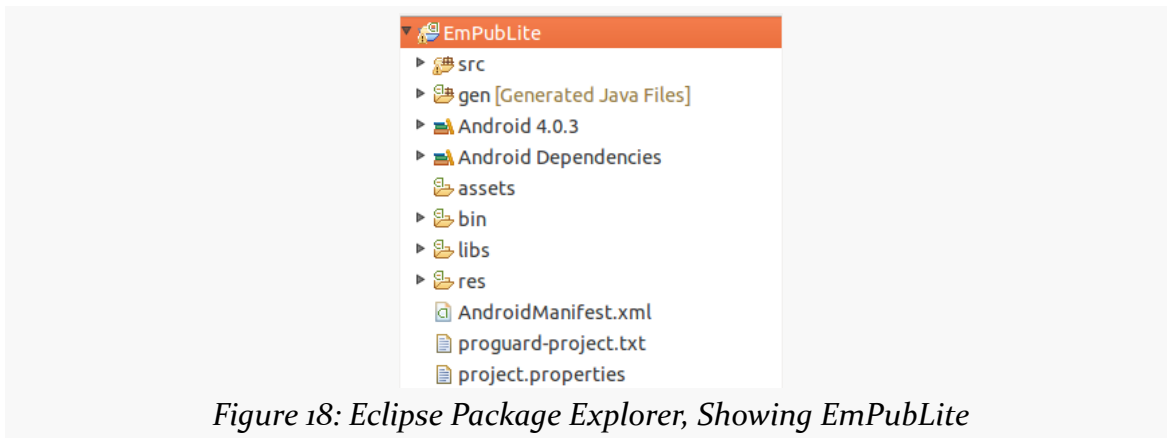 EmPubLite
src
gen [Generated Java Files]
Android 4.0.3
Android Dependencies
assets
bin
libs
res
AndroidManifest.xml
proguard-project.txt
project.properties
Figure 18: Eclipse Package Explorer, Showing EmPubLite